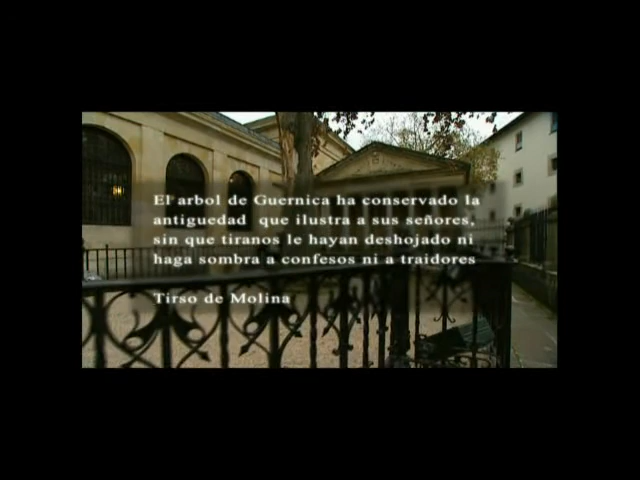 El arbol de Guernica ha conservado la
antiguedad que ilustra a sus señores,
sin que tiranos le hayan deshojado ni
haga sombra a confesos ni a traidores
Tirso de Molina